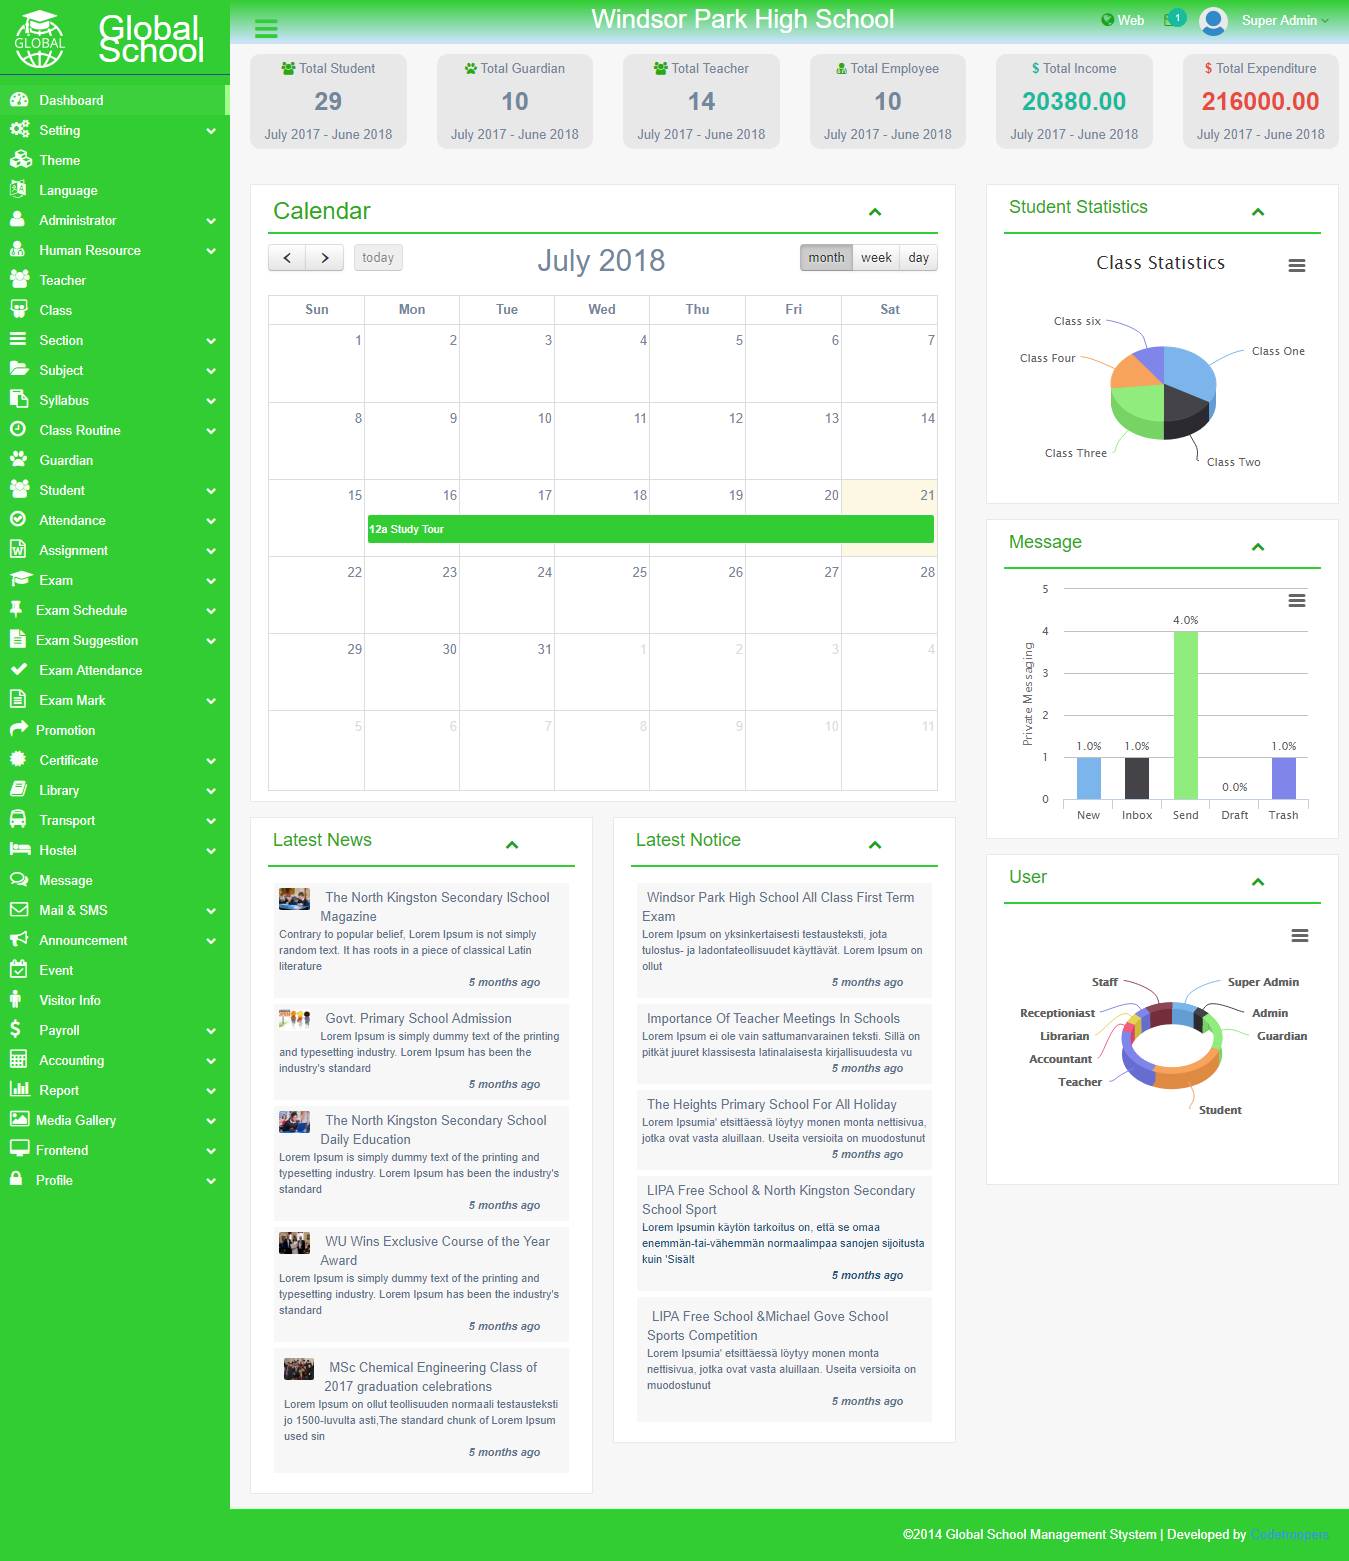 GLOBAL
Global
School
Windsor Park High School
Web
1
Super Admin
Dashboard
Setting
Theme
Language
Administrator
Human Resource
Teacher
Class
Section
Subject
Syllabus
Class Routine
Guardian
Student
Attendance
Assignment
Exam
Exam Schedule
Exam Suggestion
Exam Attendance
Exam Mark
Promotion
Certificate
Library
Transport
Hostel
Message
Mail & SMS
Announcement
Event
Visitor Info
Payroll
Accounting
Report
Media Gallery
Frontend
Profile
Total Student
29
July 2017 - June 2018
Total Guardian
10
July 2017 - June 2018
Total Teacher
14
July 2017 - June 2018
Total Employee
10
July 2017 - June 2018
$ Total Income
20380.00
July 2017 - June 2018
$ Total Expenditure
216000.00
July 2017 - June 2018
Calendar
today
July 2018
month week day
Sun Mon Tue Wed Thu Fri Sat
1 2 3 4 5 6 7
8 9 10 11 12 13 14
15 16 17 18 19 20 21
12a Study Tour
22 23 24 25 26 27 28
29 30 31 1 2 3 4
5 6 7 8 9 10 11
Student Statistics
Class Statistics
Class six
Class One
Class Four
Class Three
Class Two
Message
Private Messaging
5
4
3
2
1
0
1.0% 1.0% 4.0% 0.0% 1.0%
New Inbox Send Draft Trash
User
Staff
Super Admin
Receptioniast
Admin
Librarian
Guardian
Accountant
Teacher
Student
Latest News
The North Kingston Secondary ISchool
Magazine
Contrary to popular belief, Lorem Ipsum is not simply
random text. It has roots in a piece of classical Latin
literature
5 months ago
Govt. Primary School Admission
Lorem Ipsum is simply dummy text of the printing
and typesetting industry. Lorem Ipsum has been the
industry's standard
5 months ago
The North Kingston Secondary School
Daily Education
Lorem Ipsum is simply dummy text of the printing and
typesetting industry. Lorem Ipsum has been the industry's
standard
5 months ago
WU Wins Exclusive Course of the Year
Award
Lorem Ipsum is simply dummy text of the printing and
typesetting industry. Lorem Ipsum has been the industry's
standard
5 months ago
MSc Chemical Engineering Class of
2017 graduation celebrations
Lorem Ipsum on ollut teollisuuden normaali testausteksti
jo 1500-luvulta asti,The standard chunk of Lorem Ipsum
used sin
5 months ago
Latest Notice
Windsor Park High School All Class First Term
Exam
Lorem Ipsum on yksinkertaisesti testausteksti, jota
tulostus- ja ladontateollisuudet käyttävät. Lorem Ipsum on
ollut
5 months ago
Importance Of Teacher Meetings In Schools
Lorem Ipsum ei ole vain sattumanvarainen teksti. Sillä on
pitkät juuret klassisesta latinalaisesta kirjallisuudesta vu
5 months ago
The Heights Primary School For All Holiday
Lorem Ipsumia' etsittäessä löytyy monen monta nettisivua,
jotka ovat vasta aluillaan. Useita versioita on muodostunut
5 months ago
LIPA Free School & North Kingston Secondary
School Sport
Lorem Ipsumin käytön tarkoitus on, että se omaa
enemmän-tai-vähemmän normaalimpaa sanojen sijoitusta
kuin 'Sisält
5 months ago
LIPA Free School &Michael Gove School
Sports Competition
Lorem Ipsumia' etsittäessä löytyy monen monta
nettisivua, jotka ovat vasta aluillaan. Useita versioita on
muodostunut
5 months ago
©2014 Global School Management Stystem | Developed by Codetroopers